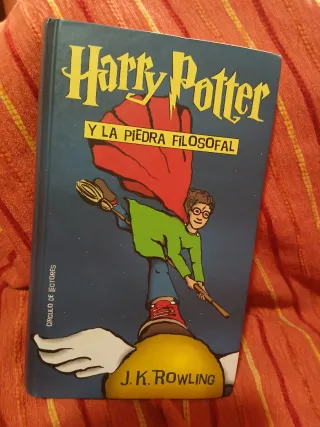 Harry Potter
Y LA PIEDRA FILOSOFAL
CÍRCULO DE LECTORES
J.K. ROWLING